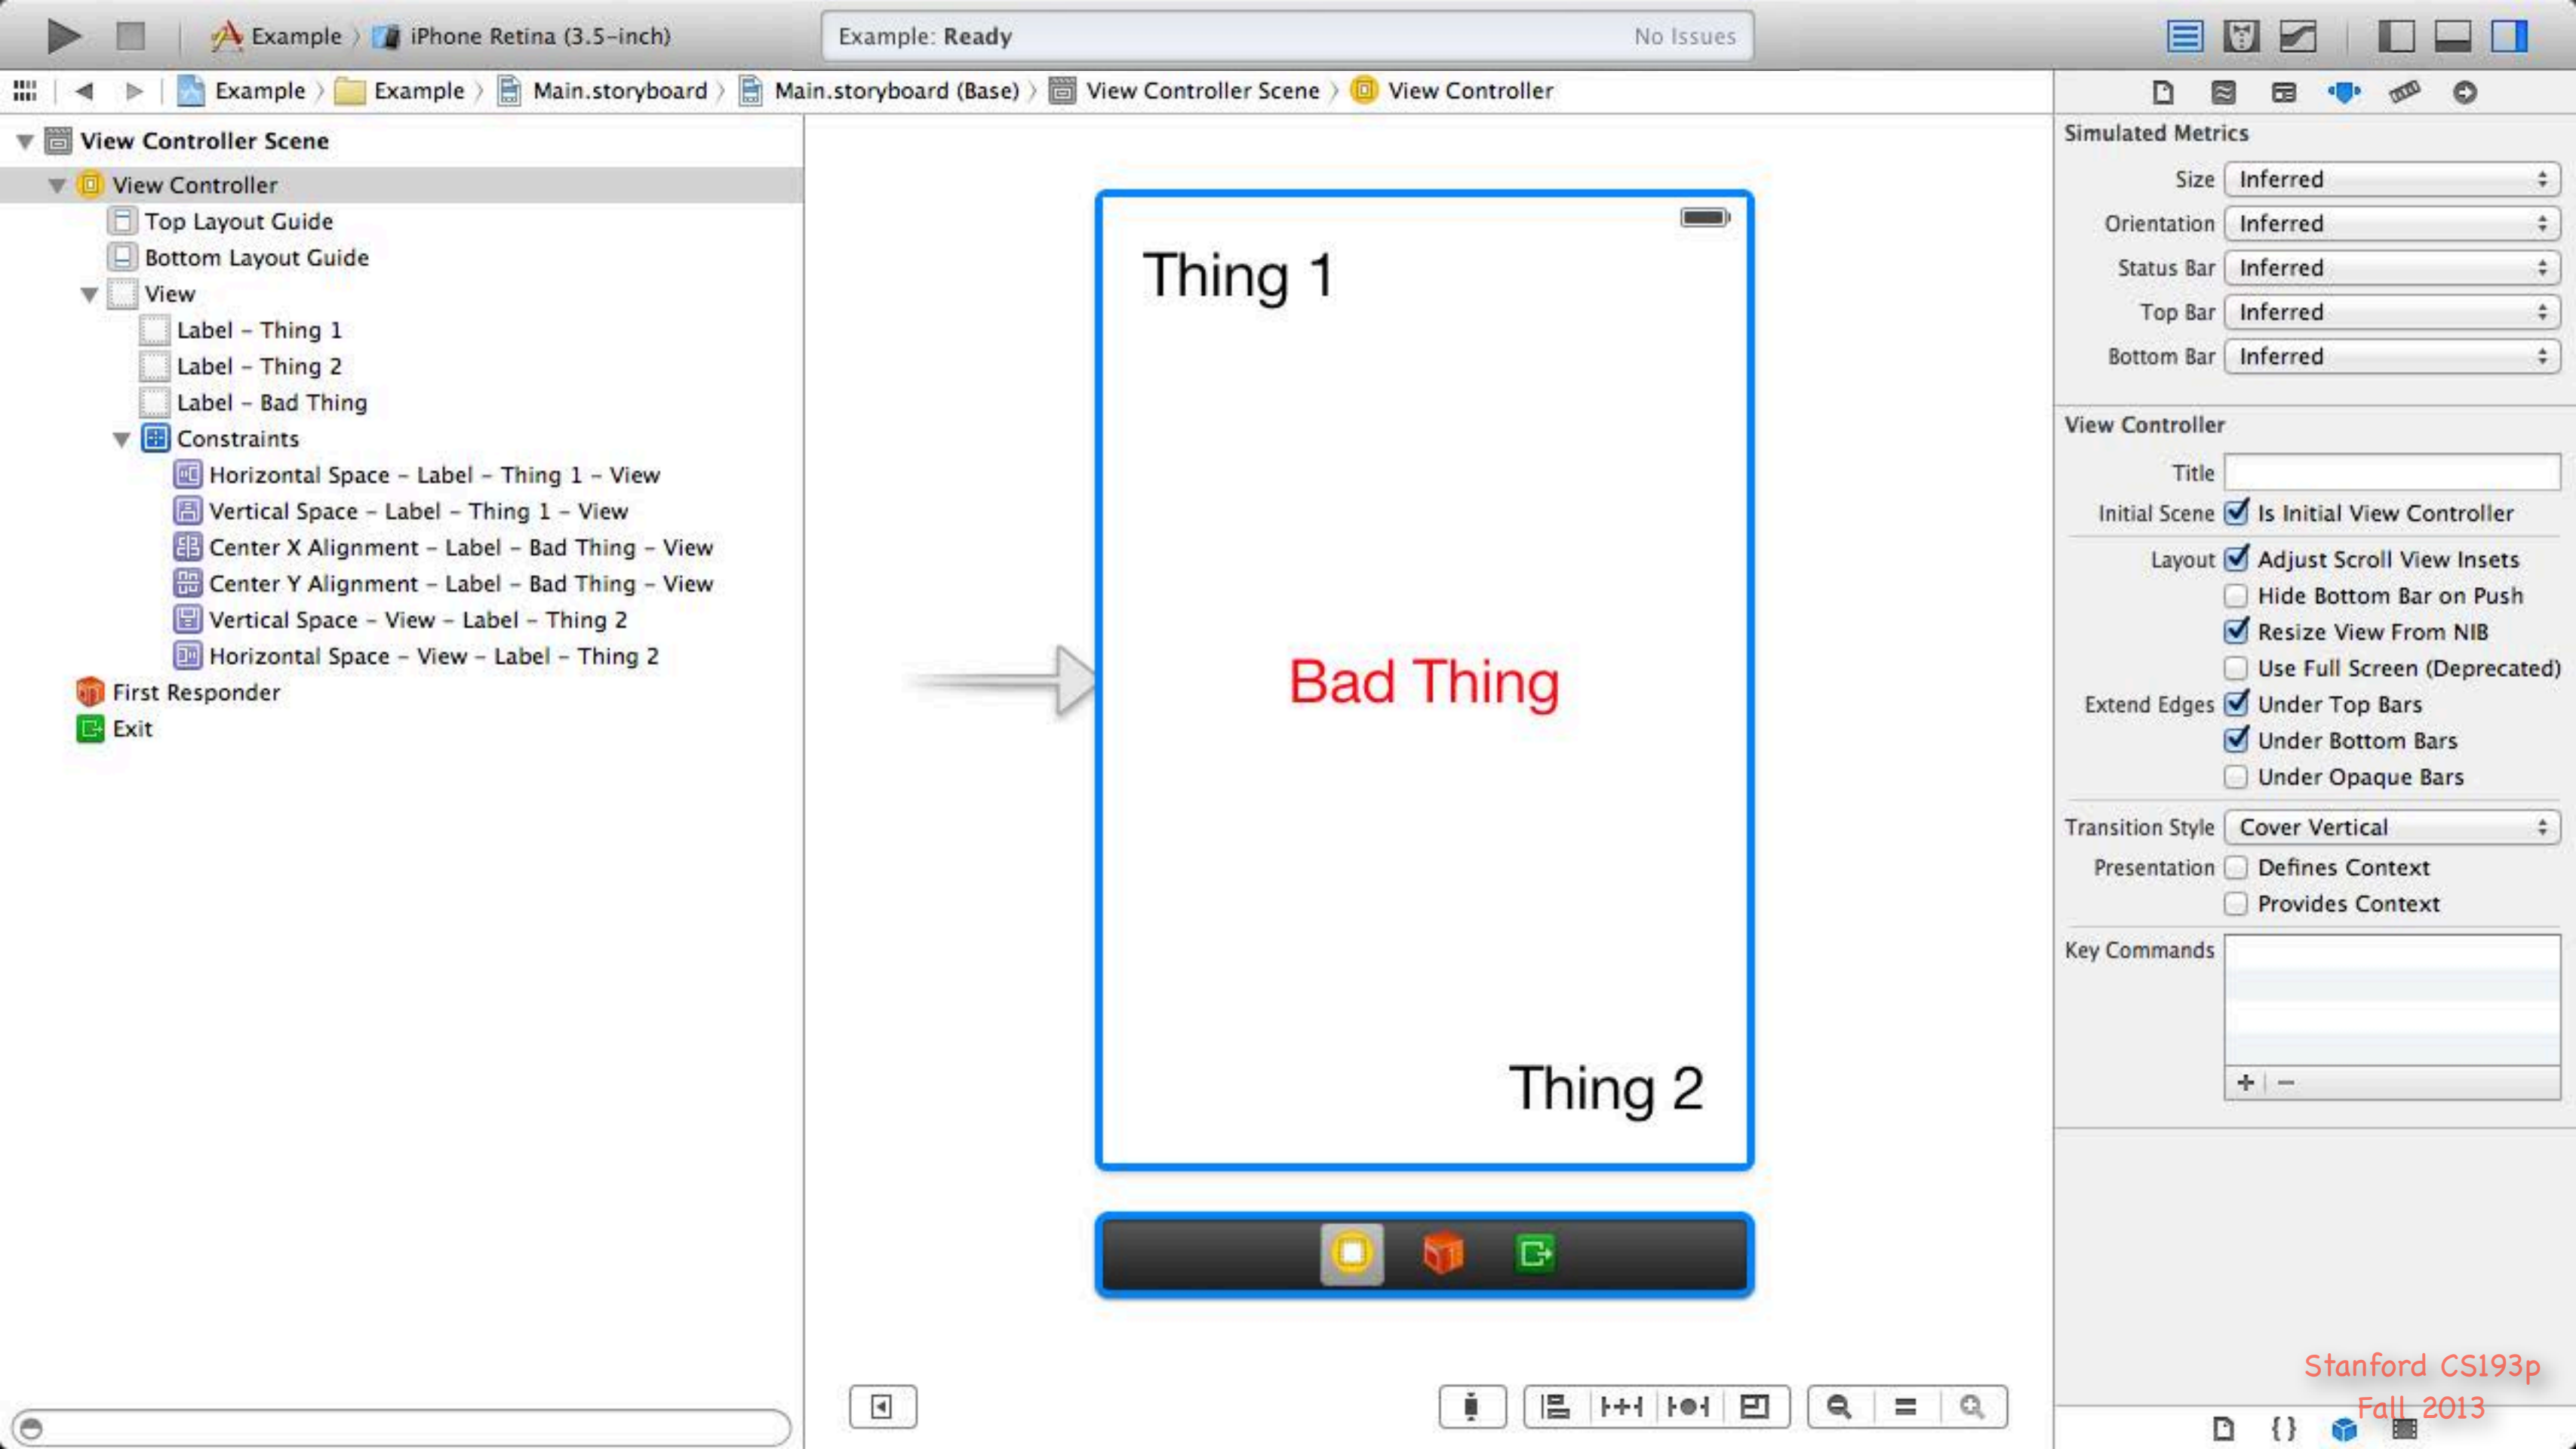 Example › iPhone Retina (3.5-inch)
Example: Ready
No Issues
Example › Example › Main.storyboard › Main.storyboard (Base) › View Controller Scene › View Controller
View Controller Scene
View Controller
Top Layout Guide
Bottom Layout Guide
View
Label – Thing 1
Label – Thing 2
Label – Bad Thing
Constraints
Horizontal Space – Label – Thing 1 – View
Vertical Space – Label – Thing 1 – View
Center X Alignment – Label – Bad Thing – View
Center Y Alignment – Label – Bad Thing – View
Vertical Space – View – Label – Thing 2
Horizontal Space – View – Label – Thing 2
First Responder
Exit
Thing 1
Bad Thing
Thing 2
Simulated Metrics
Size Inferred
Orientation Inferred
Status Bar Inferred
Top Bar Inferred
Bottom Bar Inferred
View Controller
Title
Initial Scene Is Initial View Controller
Layout Adjust Scroll View Insets
Hide Bottom Bar on Push
Resize View From NIB
Use Full Screen (Deprecated)
Extend Edges Under Top Bars
Under Bottom Bars
Under Opaque Bars
Transition Style Cover Vertical
Presentation Defines Context
Provides Context
Key Commands
Stanford CS193p
Fall 2013